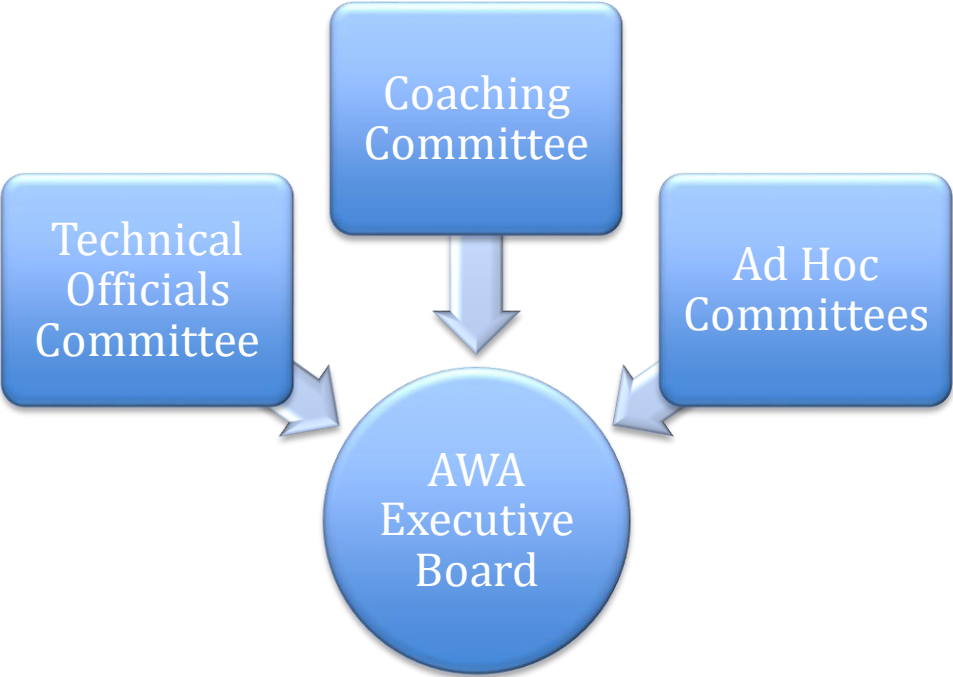 Coaching
Committee
Technical
Officials
Committee
Ad Hoc
Committees
AWA
Executive
Board